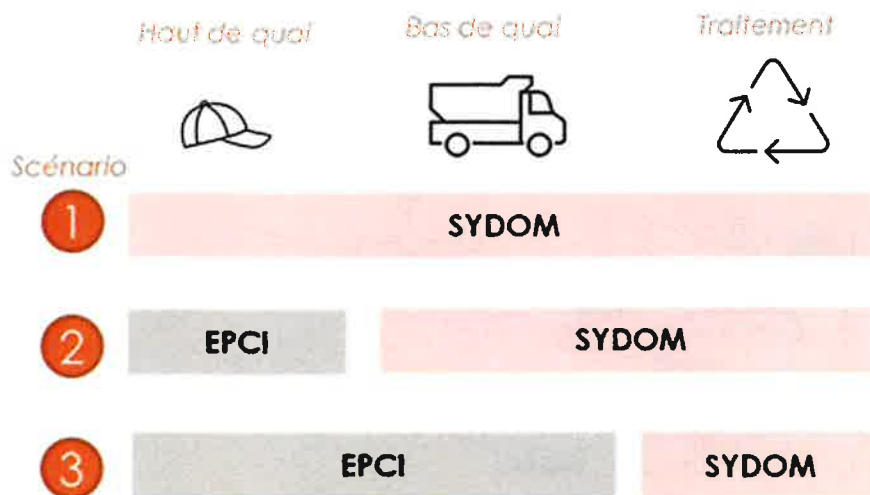 Haut de quai Bas de quai Traitement
Scénario
1 SYDOM
2 EPCI SYDOM
3 EPCI SYDOM